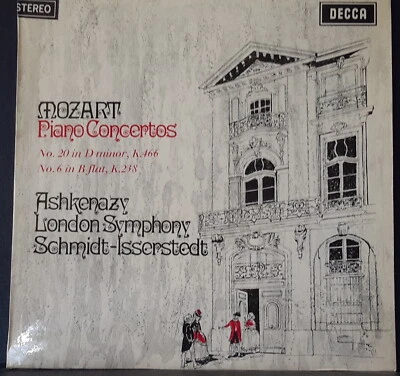 STEREO
DECCA
MOZART
Piano Concertos
No. 20 in D minor, K.466
No. 6 in B flat, K.238
Ashkenazy
London Symphony
Schmidt-Isserstedt